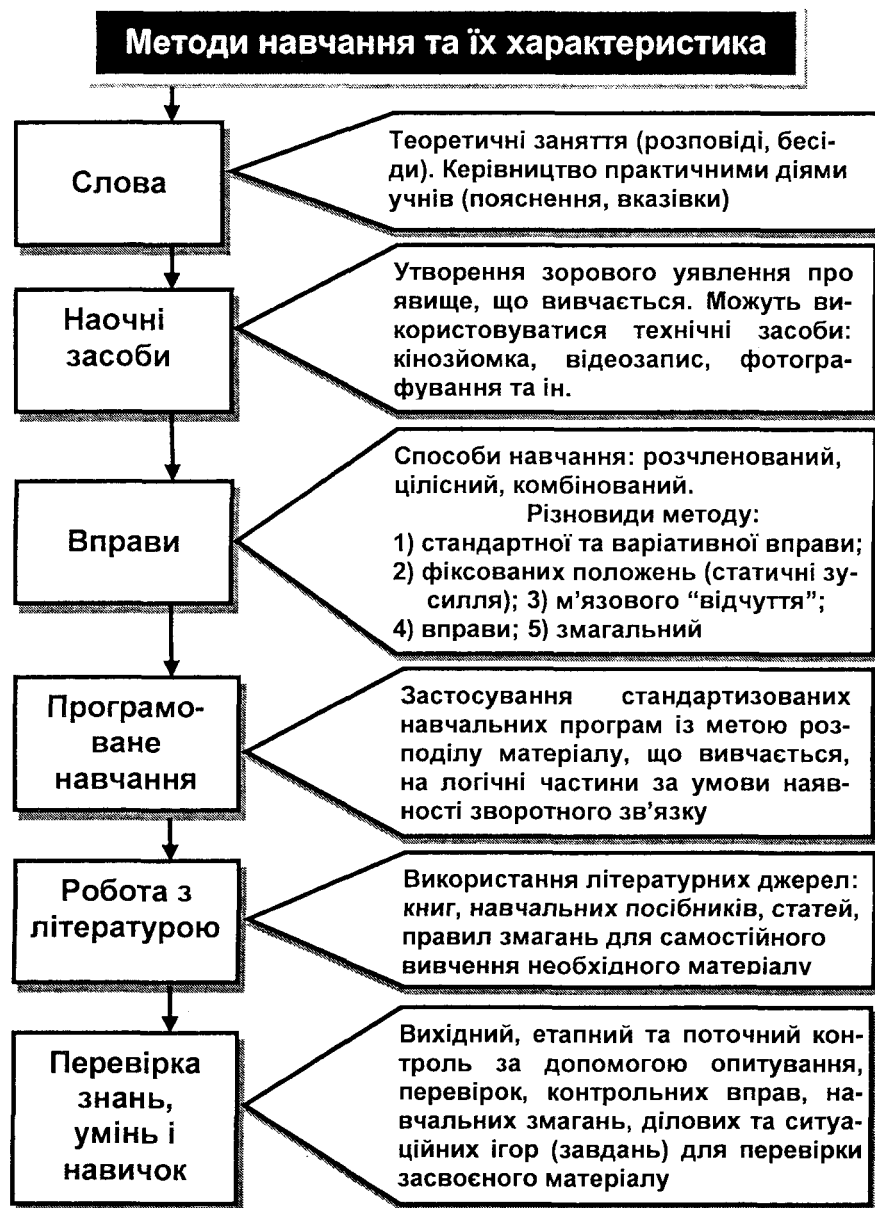 Методи навчання та їх характеристика
Слова
Теоретичні заняття (розповіді, бесі-
ди). Керівництво практичними діями
учнів (пояснення, вказівки)
Наочні
засоби
Утворення зорового уявлення про
явище, що вивчається. Можуть ви-
користовуватися технічні засоби:
кінозйомка, відеозапис, фотогра-
фування та ін.
Вправи
Способи навчання: розчленований,
цілісний, комбінований.
Різновиди методу:
1) стандартної та варіативної вправи;
2) фіксованих положень (статичні зу-
силля); 3) м’язового “відчуття”;
4) вправи; 5) змагальний
Програмо-
ване
навчання
Застосування стандартизованих
навчальних програм із метою роз-
поділу матеріалу, що вивчається,
на логічні частини за умови наяв-
ності зворотного зв’язку
Робота з
літературою
Використання літературних джерел:
книг, навчальних посібників, статей,
правил змагань для самостійного
вивчення необхідного матеріалу
Перевірка
знань,
умінь і
навичок
Вихідний, етапний та поточний кон-
троль за допомогою опитування,
перевірок, контрольних вправ, на-
вчальних змагань, ділових та ситуа-
ційних ігор (завдань) для перевірки
засвоєного матеріалу